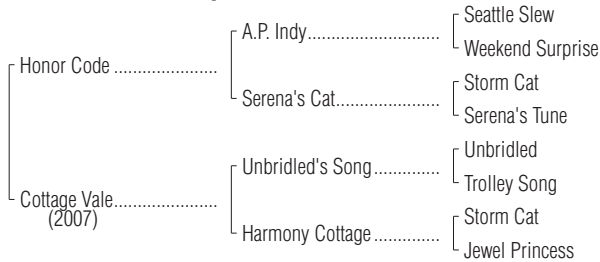 Seattle Slew
A.P. Indy
Weekend Surprise
Honor Code
Storm Cat
Serena's Cat
Serena's Tune
Unbridled
Unbridled's Song
Trolley Song
Cottage Vale
(2007)
Storm Cat
Harmony Cottage
Jewel Princess